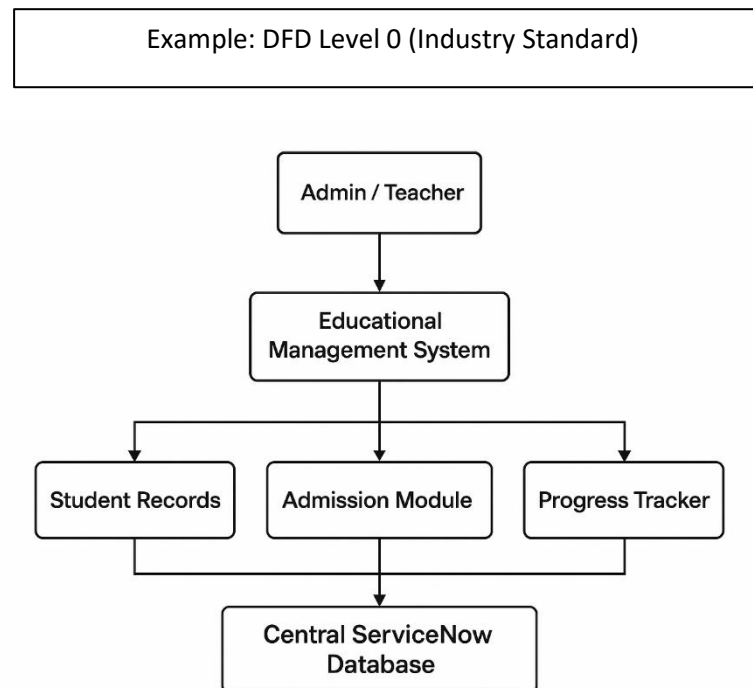 Example: DFD Level 0 (Industry Standard)
Admin / Teacher
Educational
Management System
Student Records
Admission Module
Progress Tracker
Central ServiceNow
Database